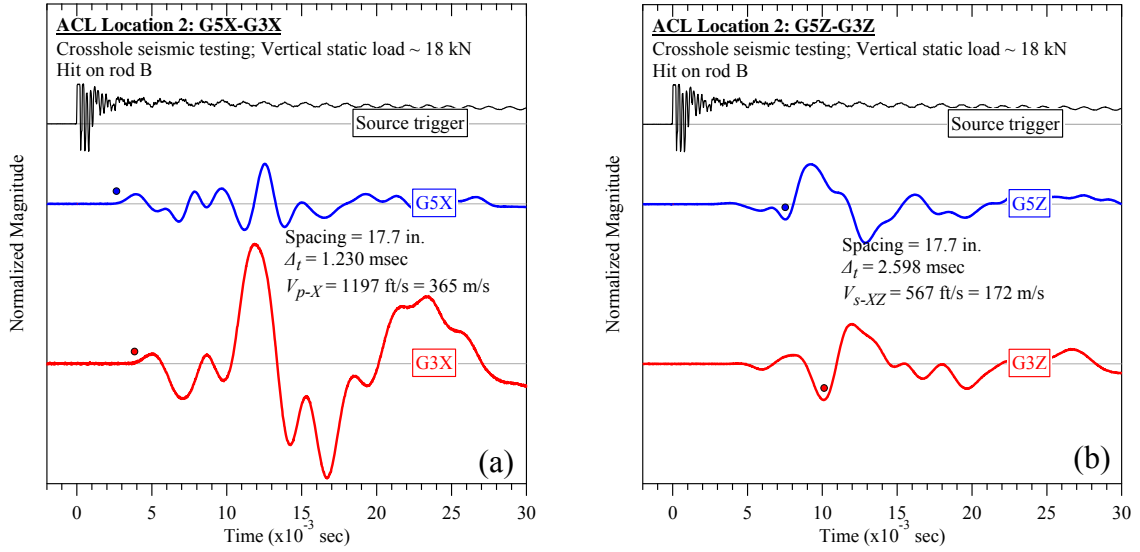 ACL Location 2: G5X-G3X
Crosshole seismic testing; Vertical static load ~ 18 kN
Hit on rod B
Source trigger
G5X
Spacing = 17.7 in.
Δt = 1.230 msec
Vp-X = 1197 ft/s = 365 m/s
G3X
(a)
Normalized Magnitude
0 5 10 15 20 25 30
Time (x10-3 sec)
ACL Location 2: G5Z-G3Z
Crosshole seismic testing; Vertical static load ~ 18 kN
Hit on rod B
Source trigger
G5Z
Spacing = 17.7 in.
Δt = 2.598 msec
Vs-XZ = 567 ft/s = 172 m/s
G3Z
(b)
Normalized Magnitude
0 5 10 15 20 25 30
Time (x10-3 sec)